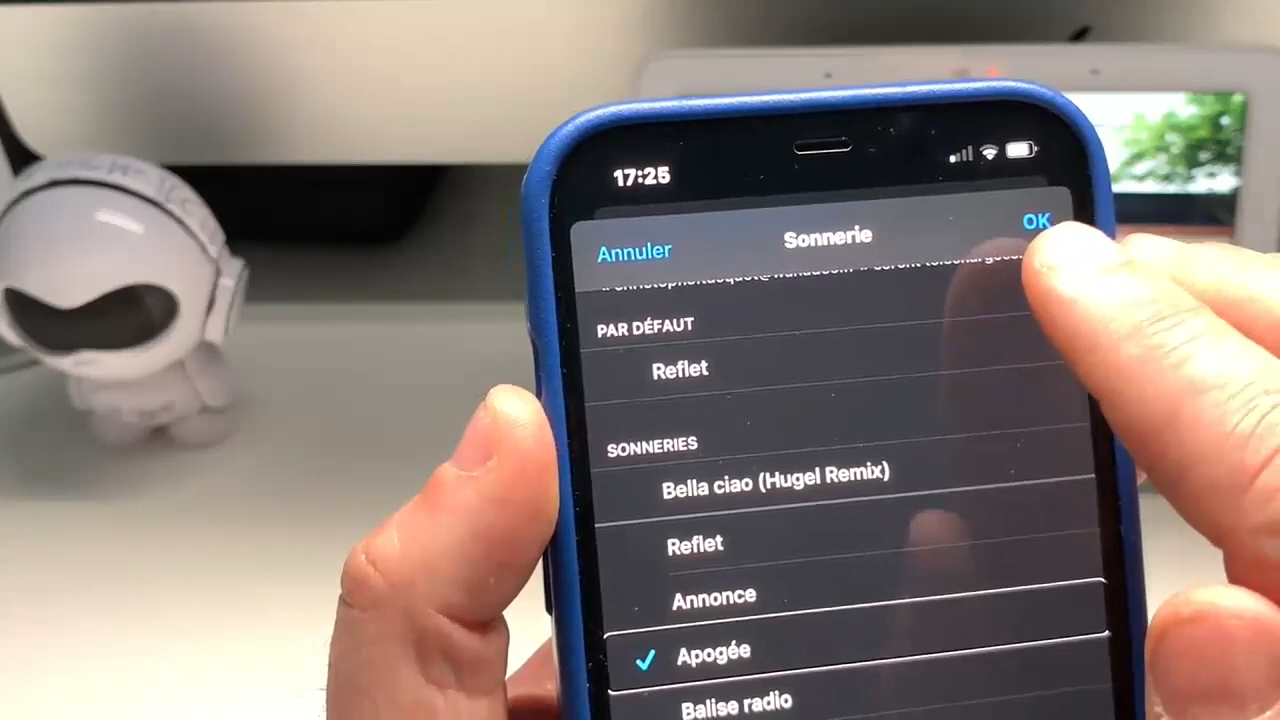 17:25
Annuler
Sonnerie
OK
PAR DÉFAUT
Reflet
SONNERIES
Bella ciao (Hugel Remix)
Reflet
Annonce
Apogée
Balise radio